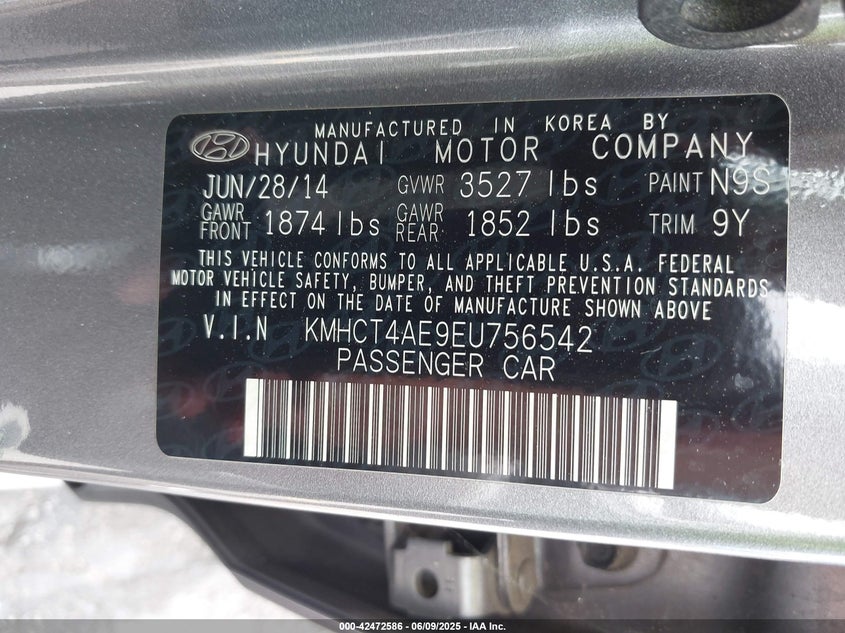 MANUFACTURED IN KOREA BY
HYUNDAI MOTOR COMPANY
JUN/28/14 GVWR 3527 lbs PAINT N9S
GAWR FRONT 1874 lbs GAWR REAR 1852 lbs TRIM 9Y
THIS VEHICLE CONFORMS TO ALL APPLICABLE U.S.A. FEDERAL
MOTOR VEHICLE SAFETY, BUMPER, AND THEFT PREVENTION STANDARDS
IN EFFECT ON THE DATE OF MANUFACTURE SHOWN ABOVE
V.I.N KMHCT4AE9EU756542
PASSENGER CAR
000-42472586 - 06/09/2025 - IAA Inc.